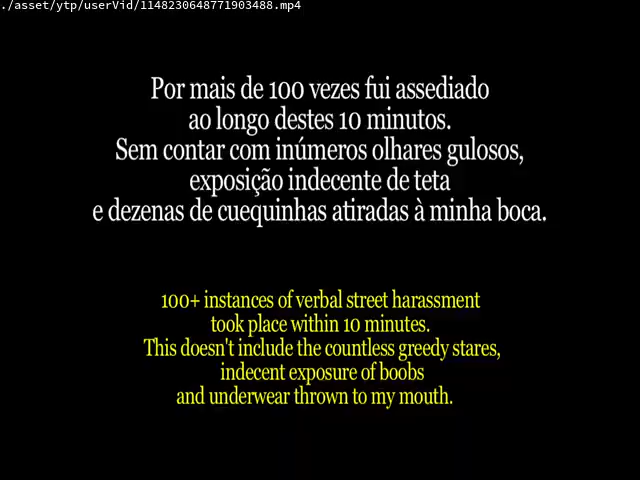 ./asset/ytp/userVid/1148230648771903488.mp4
Por mais de 100 vezes fui assediado
ao longo destes 10 minutos.
Sem contar com inúmeros olhares gulosos,
exposição indecente de teta
e dezenas de cuequinhas atiradas à minha boca.
100+ instances of verbal street harassment
took place within 10 minutes.
This doesn't include the countless greedy stares,
indecent exposure of boobs
and underwear thrown to my mouth.